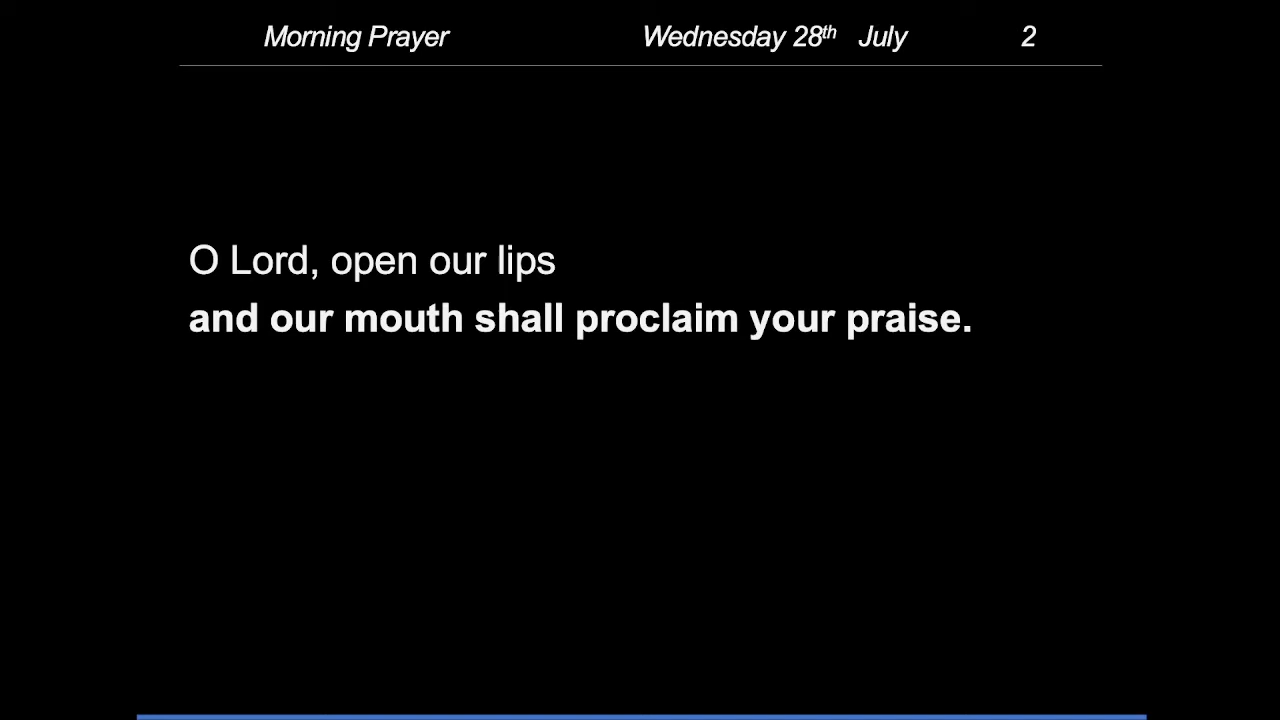 Morning Prayer Wednesday 28th July 2
O Lord, open our lips
and our mouth shall proclaim your praise.